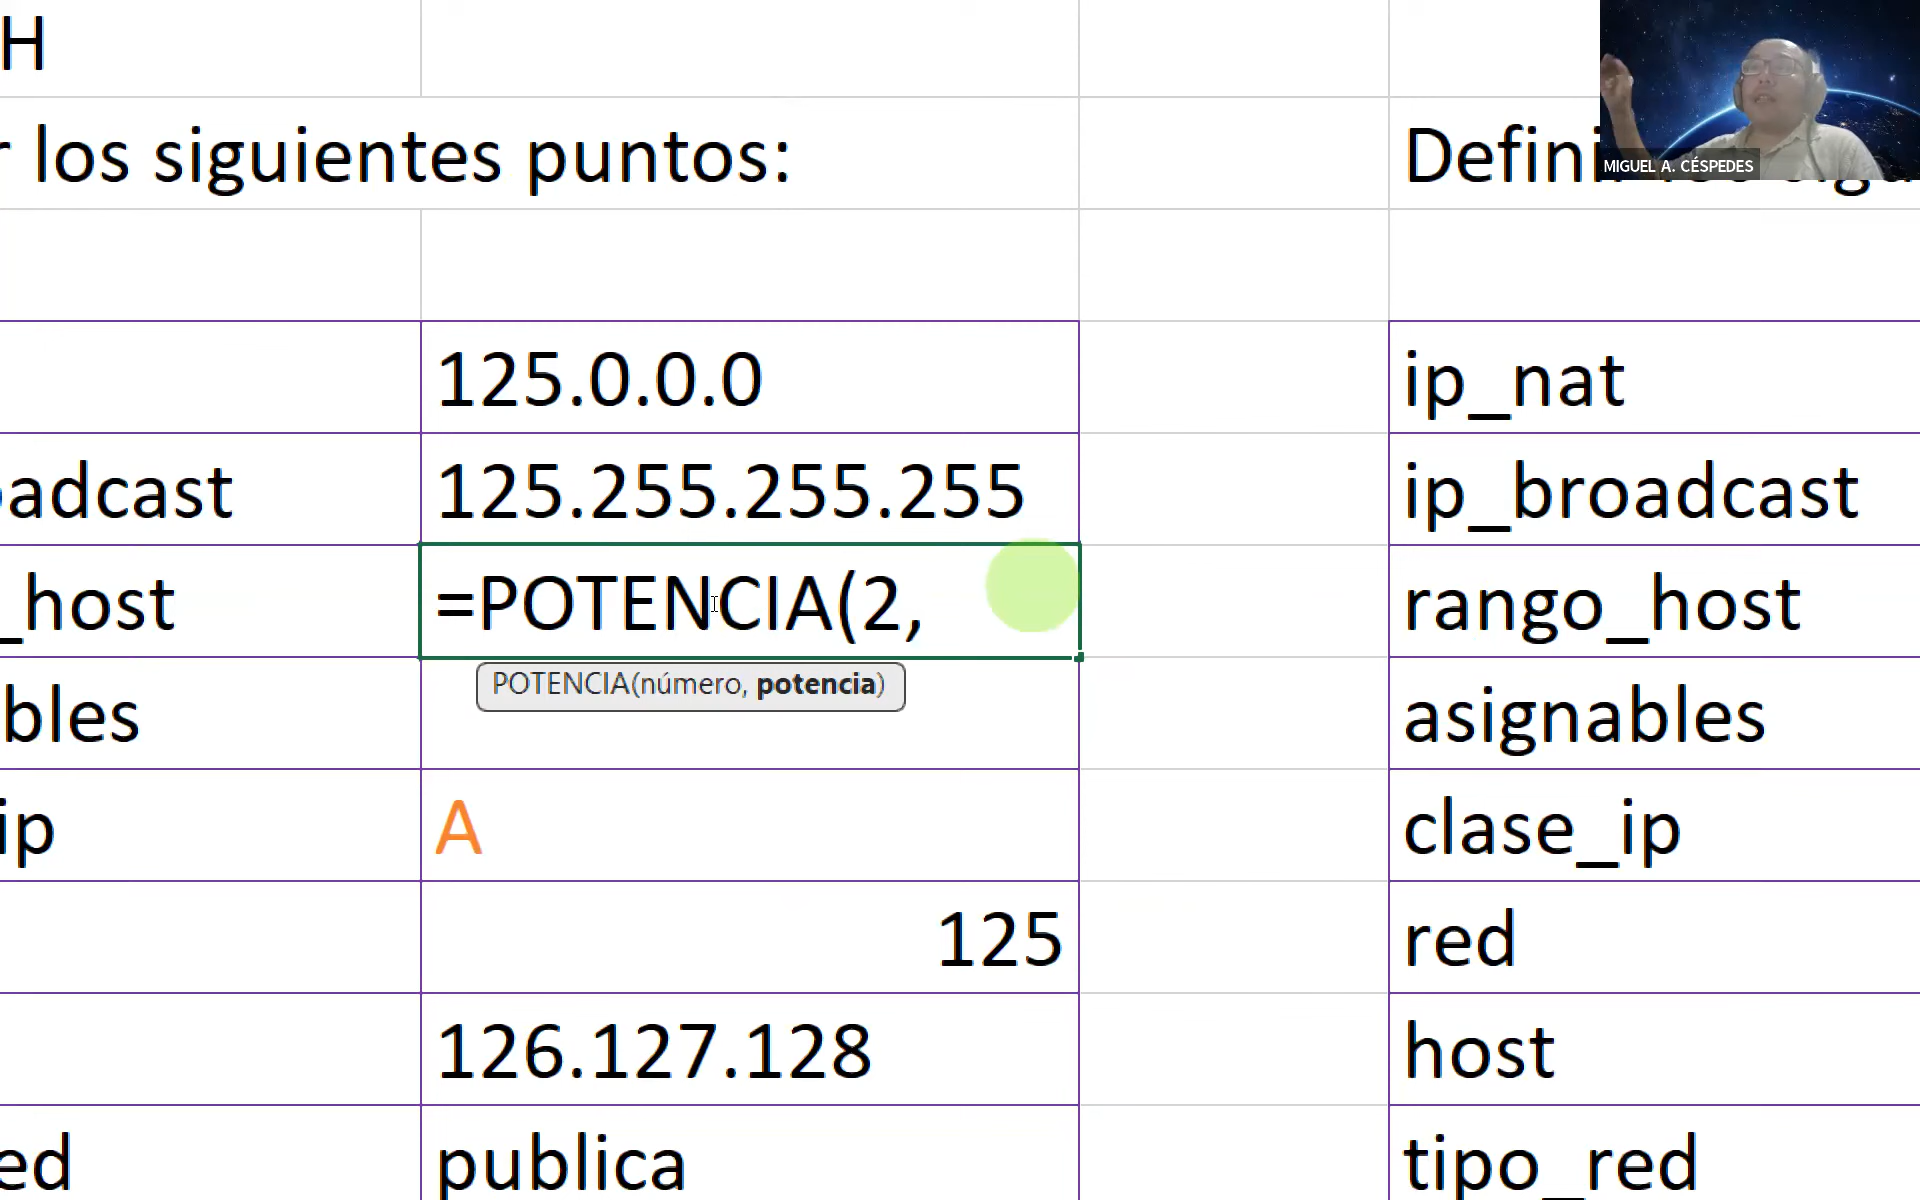 H
r los siguientes puntos:
Defini
MIGUEL A. CÉSPEDES
125.0.0.0
ip_nat
adcast
125.255.255.255
ip_broadcast
_host
=POTENCIA(2,
rango_host
POTENCIA(número, potencia)
bles
asignables
ip
A
clase_ip
125
red
126.127.128
host
ed
publica
tipo_red